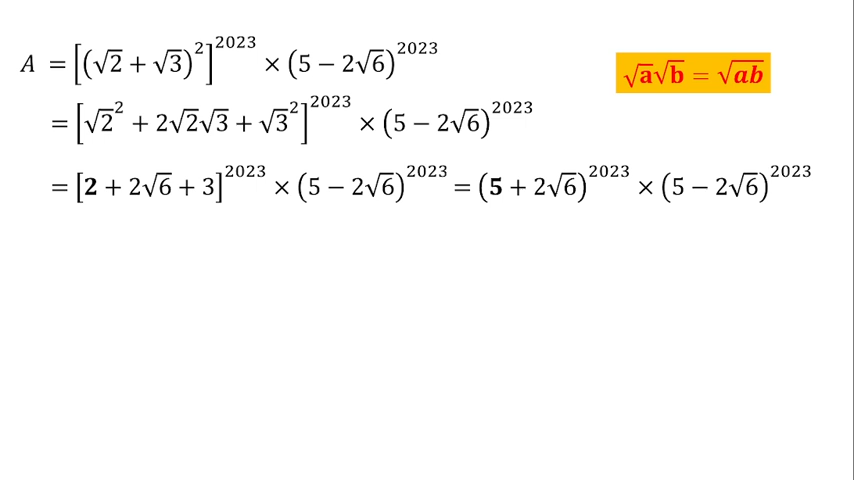 A = [(√2 + √3)²]²⁰²³ × (5 − 2√6)²⁰²³
√a√b = √ab
= [√2² + 2√2√3 + √3²]²⁰²³ × (5 − 2√6)²⁰²³
= [2 + 2√6 + 3]²⁰²³ × (5 − 2√6)²⁰²³ = (5 + 2√6)²⁰²³ × (5 − 2√6)²⁰²³